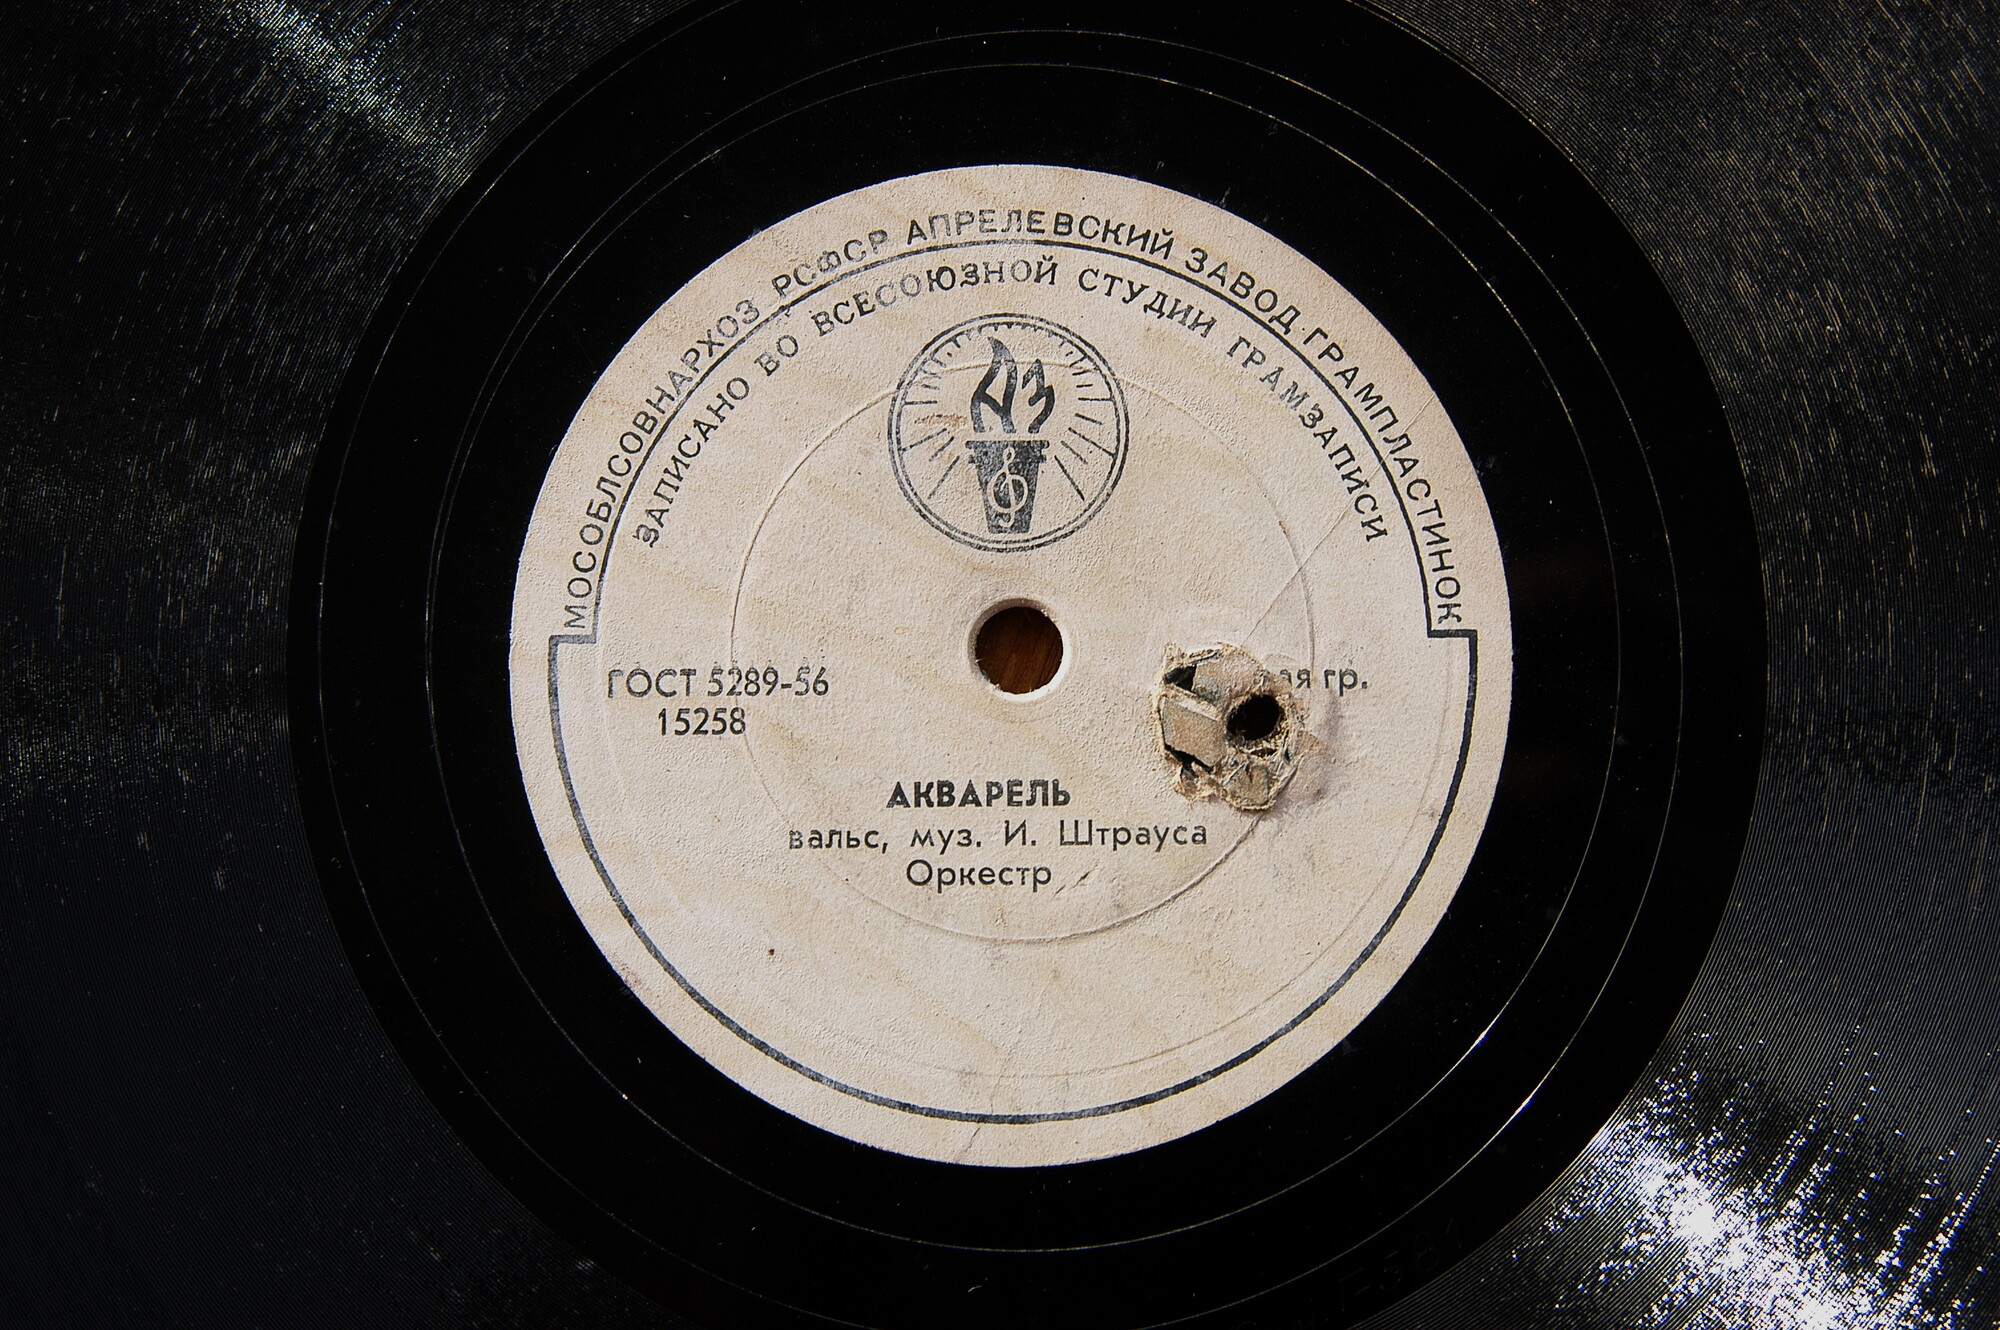 МОСОБЛСОВНАРХОЗ РСФСР АПРЕЛЕВСКИЙ ЗАВОД ГРАМПЛАСТИНОК
ЗАПИСАНО ВО ВСЕСОЮЗНОЙ СТУДИИ ГРАМЗАПИСИ
АЗ
ГОСТ 5289-56
гр.
15258
АКВАРЕЛЬ
вальс, муз. И. Штрауса
Оркестр